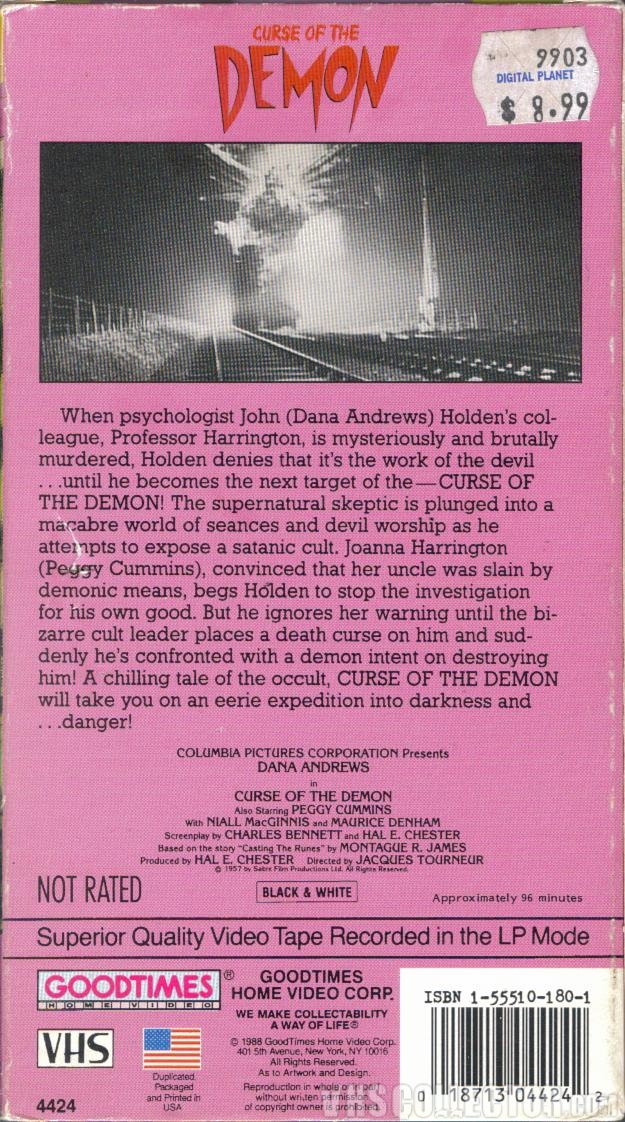 CURSE OF THE
DEMON
9903
DIGITAL PLANET
$ 8.99
When psychologist John (Dana Andrews) Holden's col-
league, Professor Harrington, is mysteriously and brutally
murdered, Holden denies that it's the work of the devil
...until he becomes the next target of the—CURSE OF
THE DEMON! The supernatural skeptic is plunged into a
macabre world of seances and devil worship as he
attempts to expose a satanic cult. Joanna Harrington
(Peggy Cummins), convinced that her uncle was slain by
demonic means, begs Holden to stop the investigation
for his own good. But he ignores her warning until the bi-
zarre cult leader places a death curse on him and sud-
denly he's confronted with a demon intent on destroying
him! A chilling tale of the occult, CURSE OF THE DEMON
will take you on an eerie expedition into darkness and
...danger!
COLUMBIA PICTURES CORPORATION Presents
DANA ANDREWS
in
CURSE OF THE DEMON
Also Starring PEGGY CUMMINS
With NIALL MacGINNIS and MAURICE DENHAM
Screenplay by CHARLES BENNETT and HAL E. CHESTER
Based on the story "Casting The Runes" by MONTAGUE R. JAMES
Produced by HAL E. CHESTER Directed by JACQUES TOURNEUR
© 1957 by Sabre Film Productions Ltd. All Rights Reserved.
NOT RATED
BLACK & WHITE
Approximately 96 minutes
Superior Quality Video Tape Recorded in the LP Mode
GOODTIMES®
HOME VIDEO
VHS
Duplicated,
Packaged
and Printed in
USA
4424
GOODTIMES
HOME VIDEO CORP.
WE MAKE COLLECTABILITY
A WAY OF LIFE®
© 1988 GoodTimes Home Video Corp.
401 5th Avenue, New York, NY 10016
All Rights Reserved.
As to Artwork and Design.
Reproduction in whole or part
without written permission
of copyright owner is prohibited.
ISBN 1-55510-180-1
0 18713 04424 2
VHSCOLLECTOR.com